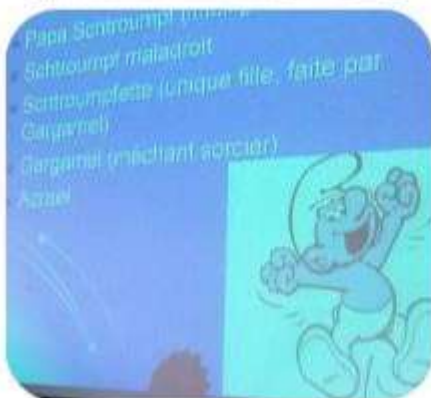 Papa Schtroumpf
Schtroumpf maladroit
Schtroumpfette (unique fille, faite par
Gargamel)
Gargamel (méchant sorcier)
Azrael